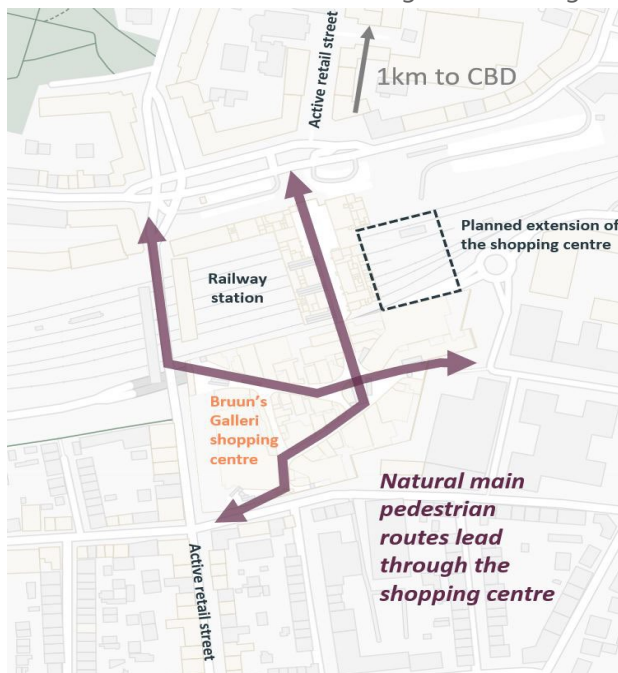 Active retail street
1km to CBD
Planned extension of
the shopping centre
Railway
station
Bruun's
Galleri
shopping
centre
Natural main
pedestrian
routes lead
through the
shopping centre
Active retail street